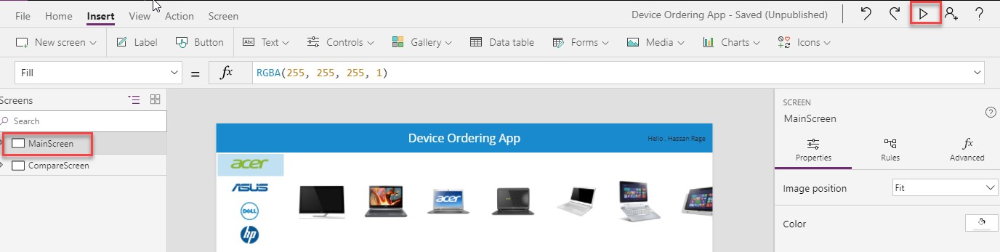 File Home Insert View Action Screen Device Ordering App - Saved (Unpublished) ?
New screen Label Button Abc Text Controls Gallery Data table Forms Media Charts Icons
Fill = fx RGBA(255, 255, 255, 1)
Screens
Search
MainScreen
CompareScreen
Device Ordering App
Hello , Hassan Rage
acer
ASUS
acer
DELL
hp
SCREEN
MainScreen
?
Properties Rules fx Advanced
Image position Fit
Color